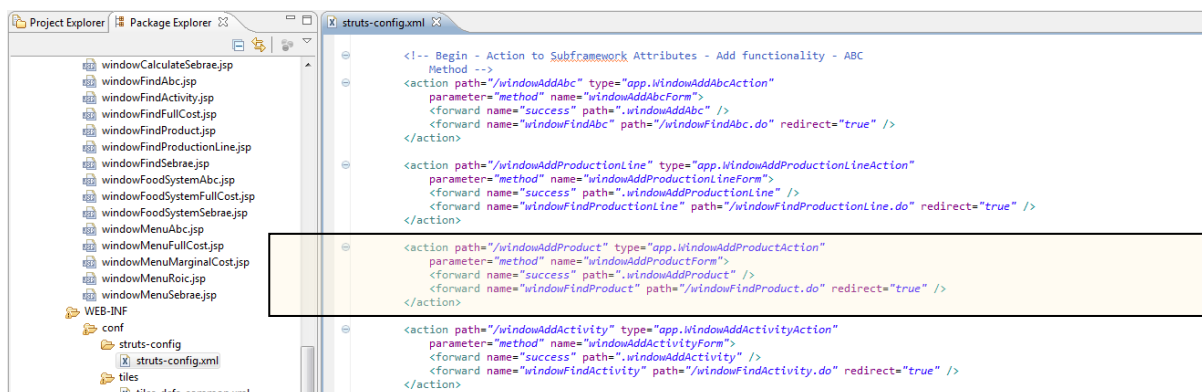 Project Explorer
Package Explorer
windowCalculateSebrae.jsp
windowFindAbc.jsp
windowFindActivity.jsp
windowFindFullCost.jsp
windowFindProduct.jsp
windowFindProductionLine.jsp
windowFindSebrae.jsp
windowFoodSystemAbc.jsp
windowFoodSystemFullCost.jsp
windowFoodSystemSebrae.jsp
windowMenuAbc.jsp
windowMenuFullCost.jsp
windowMenuMarginalCost.jsp
windowMenuRoic.jsp
windowMenuSebrae.jsp
WEB-INF
conf
struts-config
struts-config.xml
tiles
struts-config.xml
<!-- Begin - Action to Subframework Attributes - Add functionality - ABC
Method -->
<action path="/windowAddAbc" type="app.WindowAddAbcAction"
parameter="method" name="windowAddAbcForm">
<forward name="success" path=".windowAddAbc" />
<forward name="windowFindAbc" path="/windowFindAbc.do" redirect="true" />
</action>
<action path="/windowAddProductionLine" type="app.WindowAddProductionLineAction"
parameter="method" name="windowAddProductionLineForm">
<forward name="success" path=".windowAddProductionLine" />
<forward name="windowFindProductionLine" path="/windowFindProductionLine.do" redirect="true" />
</action>
<action path="/windowAddProduct" type="app.WindowAddProductAction"
parameter="method" name="windowAddProductForm">
<forward name="success" path=".windowAddProduct" />
<forward name="windowFindProduct" path="/windowFindProduct.do" redirect="true" />
</action>
<action path="/windowAddActivity" type="app.WindowAddActivityAction"
parameter="method" name="windowAddActivityForm">
<forward name="success" path=".windowAddActivity" />
<forward name="windowFindActivity" path="/windowFindActivity.do" redirect="true" />
</action>